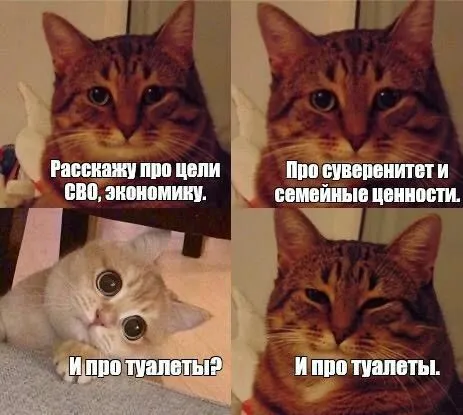 Расскажу про цели
СВО, экономику.
Про суверенитет и
семейные ценности.
И про туалеты?
И про туалеты.